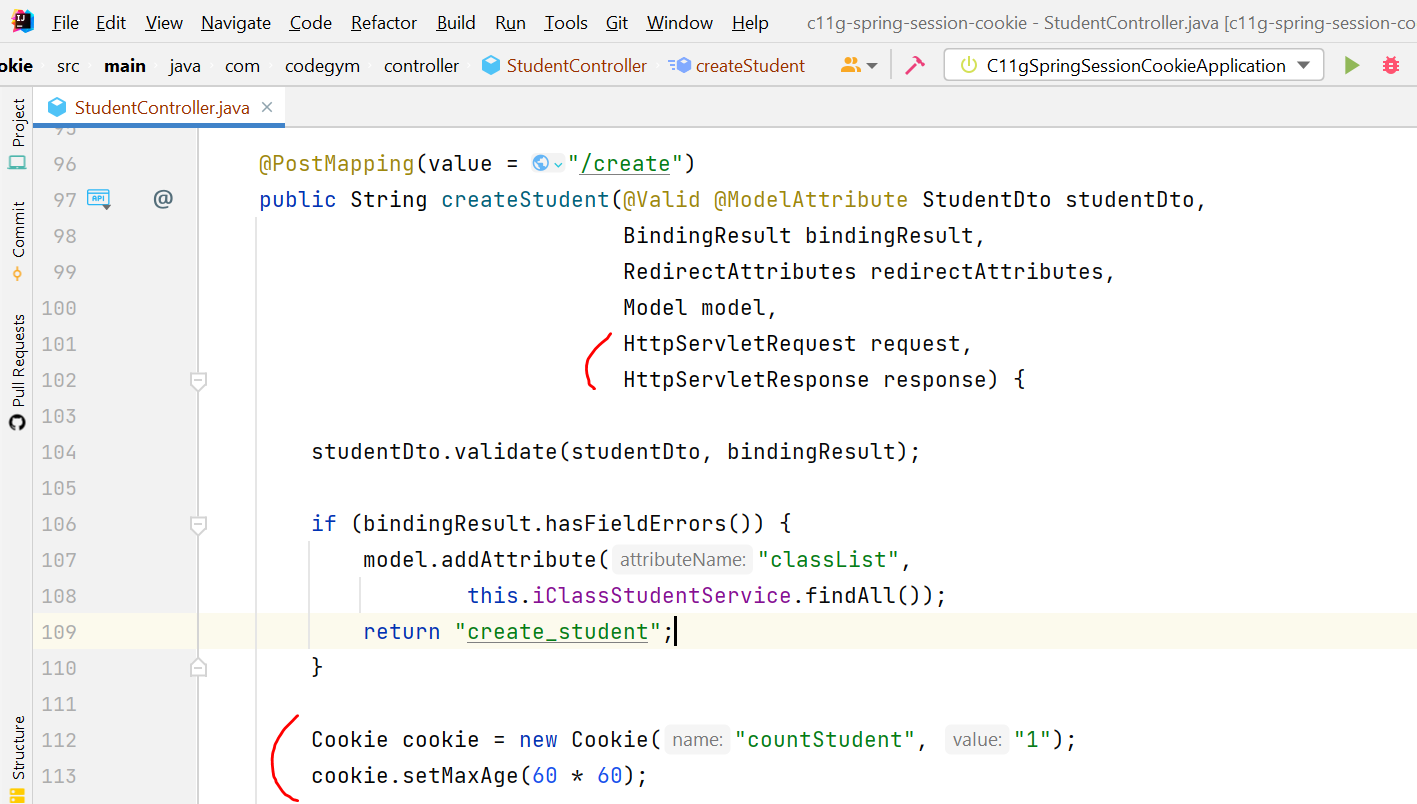 File Edit View Navigate Code Refactor Build Run Tools Git Window Help c11g-spring-session-cookie - StudentController.java [c11g-spring-session-co
okie src main java com codegym controller StudentController createStudent C11gSpringSessionCookieApplication
Project
Commit
Pull Requests
Structure
StudentController.java
95
96 @PostMapping(value = "/create")
97 API @ public String createStudent(@Valid @ModelAttribute StudentDto studentDto,
98 BindingResult bindingResult,
99 RedirectAttributes redirectAttributes,
100 Model model,
101 HttpServletRequest request,
102 HttpServletResponse response) {
103
104 studentDto.validate(studentDto, bindingResult);
105
106 if (bindingResult.hasFieldErrors()) {
107 model.addAttribute( attributeName: "classList",
108 this.iClassStudentService.findAll());
109 return "create_student";
110 }
111
112 Cookie cookie = new Cookie( name: "countStudent", value: "1");
113 cookie.setMaxAge(60 * 60);